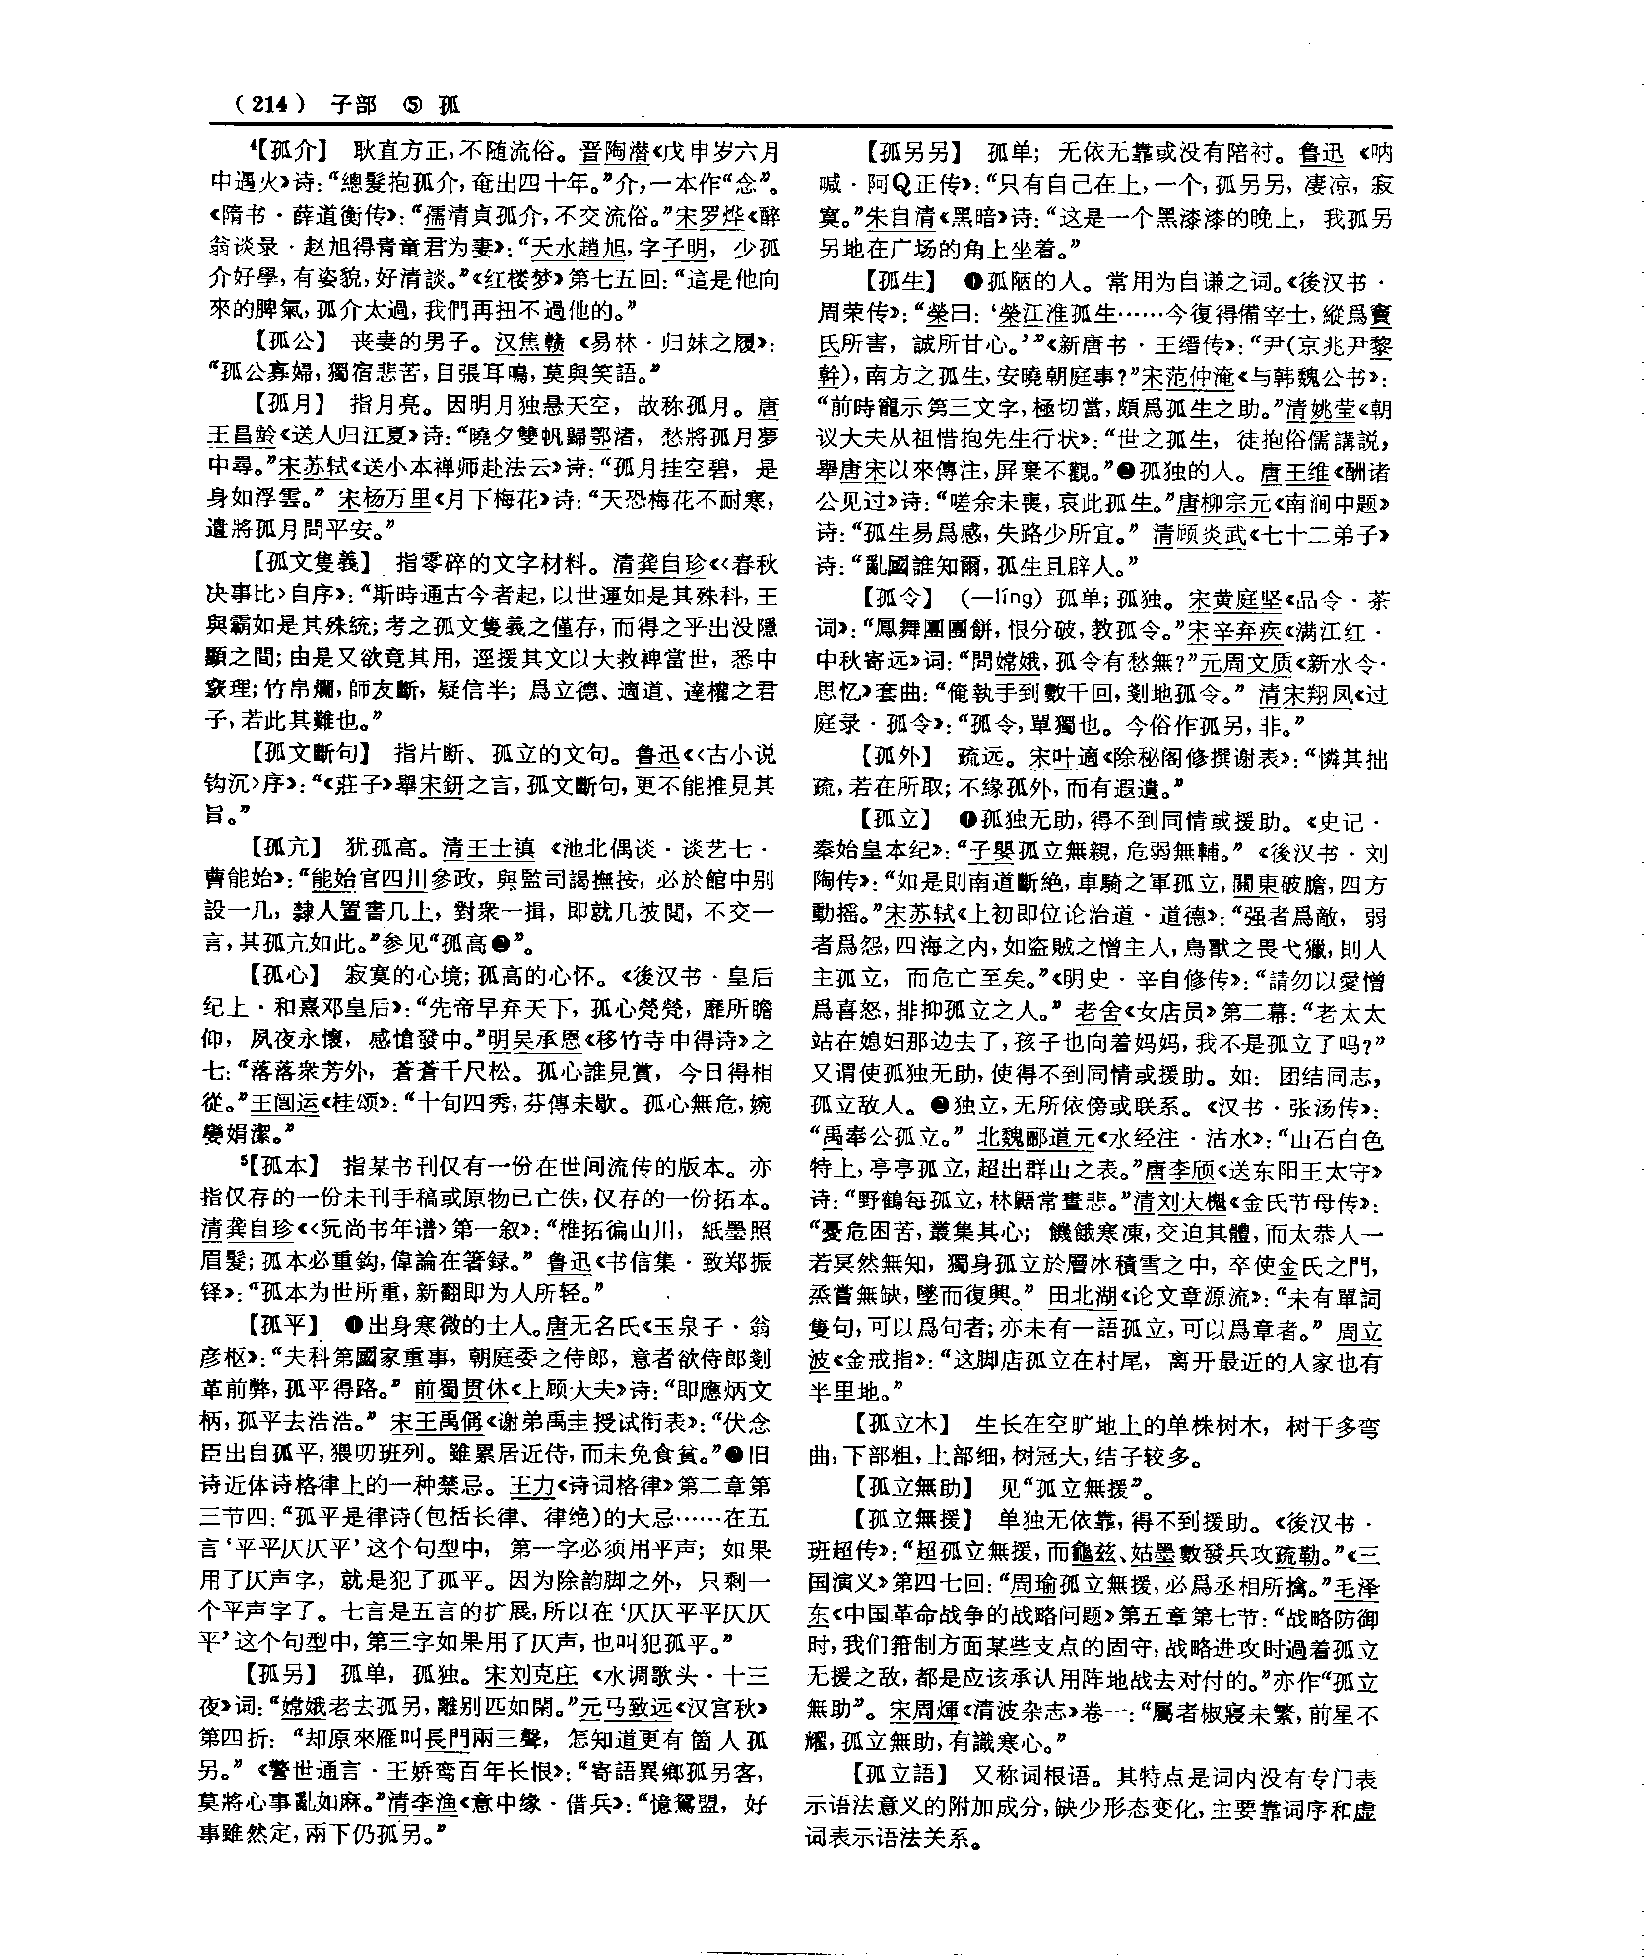 （214） 子部 ⑤ 孤
⁴【孤介】 耿直方正，不随流俗。晋陶潜《戊申岁六月
中遇火》诗：“總髮抱孤介，奄出四十年。”介，一本作“念”。
《隋书·薛道衡传》：“孺清貞孤介，不交流俗。”宋罗烨《醉
翁谈录·赵旭得青童君为妻》：“天水趙旭，字子明，少孤
介好學，有姿貌，好清談。”《红楼梦》第七五回：“這是他向
來的脾氣，孤介太過，我們再扭不過他的。”
【孤公】 丧妻的男子。汉焦赣《易林·归妹之履》：
“孤公寡婦，獨宿悲苦，目張耳鳴，莫與笑語。”
【孤月】 指月亮。因明月独悬天空，故称孤月。唐
王昌龄《送人归江夏》诗：“曉夕雙帆歸鄂渚，愁將孤月夢
中尋。”宋苏轼《送小本禅师赴法云》诗：“孤月挂空碧，是
身如浮雲。”宋杨万里《月下梅花》诗：“天恐梅花不耐寒，
遣將孤月問平安。”
【孤文隻義】 指零碎的文字材料。清龚自珍《〈春秋
决事比〉自序》：“斯時通古今者起，以世運如是其殊科，王
與霸如是其殊统；考之孤文隻義之僅存，而得之乎出没隱
顯之間；由是又欲竟其用，逕援其文以大救裨當世，悉中
窾理；竹帛爛，師友斷，疑信半；爲立德、適道、達權之君
子，若此其難也。”
【孤文斷句】 指片断、孤立的文句。鲁迅《〈古小说
钩沉〉序》：“《莊子》舉宋鈃之言，孤文斷句，更不能推見其
旨。”
【孤亢】 犹孤高。清王士禛《池北偶谈·谈艺七·
曹能始》：“能始官四川參政，與監司謁撫按，必於館中别
設一几，隸人置書几上，對衆一揖，即就几披閲，不交一
言，其孤亢如此。”参见“孤高❷”。
【孤心】 寂寞的心境；孤高的心怀。《後汉书·皇后
纪上·和熹邓皇后》：“先帝早弃天下，孤心煢煢，靡所瞻
仰，夙夜永懷，感愴發中。”明吴承恩《移竹寺中得诗》之
七：“落落衆芳外，蒼蒼千尺松。孤心誰見賞，今日得相
從。”王闿运《桂颂》：“十旬四秀，芬傳未歇。孤心無危，婉
孌娟潔。”
⁵【孤本】 指某书刊仅有一份在世间流传的版本。亦
指仅存的一份未刊手稿或原物已亡佚，仅存的一份拓本。
清龚自珍《〈阮尚书年谱〉第一叙》：“椎拓徧山川，紙墨照
眉髮；孤本必重鈎，偉論在箸録。”鲁迅《书信集·致郑振
铎》：“孤本为世所重，新翻即为人所轻。”
【孤平】 ❶出身寒微的士人。唐无名氏《玉泉子·翁
彦枢》：“夫科第國家重事，朝庭委之侍郎，意者欲侍郎剗
革前弊，孤平得路。”前蜀贯休《上顾大夫》诗：“即應炳文
柄，孤平去浩浩。”宋王禹偁《谢弟禹圭授试衔表》：“伏念
臣出自孤平，猥叨班列。雖累居近侍，而未免食貧。”❷旧
诗近体诗格律上的一种禁忌。王力《诗词格律》第二章第
三节四：“孤平是律诗（包括长律、律绝）的大忌……在五
言‘平平仄仄平’这个句型中，第一字必须用平声；如果
用了仄声字，就是犯了孤平。因为除韵脚之外，只剩一
个平声字了。七言是五言的扩展，所以在‘仄仄平平仄仄
平’这个句型中，第三字如果用了仄声，也叫犯孤平。”
【孤另】 孤单，孤独。宋刘克庄《水调歌头·十三
夜》词：“嫦娥老去孤另，離别匹如閑。”元马致远《汉宫秋》
第四折：“却原來雁叫長門兩三聲，怎知道更有箇人孤
另。”《警世通言·王娇鸾百年长恨》：“寄語異鄉孤另客，
莫將心事亂如麻。”清李渔《意中缘·借兵》：“憶鴛盟，好
事雖然定，兩下仍孤另。”
【孤另另】 孤单；无依无靠或没有陪衬。鲁迅《呐
喊·阿Q正传》：“只有自己在上，一个，孤另另，凄凉，寂
寞。”朱自清《黑暗》诗：“这是一个黑漆漆的晚上，我孤另
另地在广场的角上坐着。”
【孤生】 ❶孤陋的人。常用为自谦之词。《後汉书·
周荣传》：“榮曰：‘榮江淮孤生……今復得備宰士，縱爲竇
氏所害，誠所甘心。’”《新唐书·王缙传》：“尹（京兆尹黎
幹），南方之孤生，安曉朝庭事？”宋范仲淹《与韩魏公书》：
“前時寵示第三文字，極切當，頗爲孤生之助。”清姚莹《朝
议大夫从祖惜抱先生行状》：“世之孤生，徒抱俗儒講説，
舉唐宋以來傳注，屏棄不觀。”❷孤独的人。唐王维《酬诸
公见过》诗：“嗟余未喪，哀此孤生。”唐柳宗元《南涧中题》
诗：“孤生易爲感，失路少所宜。”清顾炎武《七十二弟子》
诗：“亂國誰知爾，孤生且辟人。”
【孤令】 （—líng）孤单；孤独。宋黄庭坚《品令·茶
词》：“鳳舞團團餅，恨分破，教孤令。”宋辛弃疾《满江红·
中秋寄远》词：“問嫦娥，孤令有愁無？”元周文质《新水令·
思忆》套曲：“俺執手到數千回，剗地孤令。”清宋翔凤《过
庭录·孤令》：“孤令，單獨也。今俗作孤另，非。”
【孤外】 疏远。宋叶適《除秘阁修撰谢表》：“憐其拙
疏，若在所取；不緣孤外，而有遐遺。”
【孤立】 ❶孤独无助，得不到同情或援助。《史记·
秦始皇本纪》：“子嬰孤立無親，危弱無輔。”《後汉书·刘
陶传》：“如是則南道斷絶，車騎之軍孤立，關東破膽，四方
動摇。”宋苏轼《上初即位论治道·道德》：“强者爲敵，弱
者爲怨，四海之内，如盗賊之憎主人，鳥獸之畏弋獵，則人
主孤立，而危亡至矣。”《明史·辛自修传》：“請勿以愛憎
爲喜怒，排抑孤立之人。”老舍《女店员》第二幕：“老太太
站在媳妇那边去了，孩子也向着妈妈，我不是孤立了吗？”
又谓使孤独无助，使得不到同情或援助。如：团结同志，
孤立敌人。❷独立，无所依傍或联系。《汉书·张汤传》：
“禹奉公孤立。”北魏郦道元《水经注·沽水》：“山石白色
特上，亭亭孤立，超出群山之表。”唐李颀《送东阳王太守》
诗：“野鶴每孤立，林鼯常晝悲。”清刘大櫆《金氏节母传》：
“憂危困苦，叢集其心；饑餓寒凍，交迫其體，而太恭人一
若冥然無知，獨身孤立於層冰積雪之中，卒使金氏之門，
烝嘗無缺，墜而復興。”田北湖《论文章源流》：“未有單詞
隻句，可以爲句者；亦未有一語孤立，可以爲章者。”周立
波《金戒指》：“这脚店孤立在村尾，离开最近的人家也有
半里地。”
【孤立木】 生长在空旷地上的单株树木，树干多弯
曲，下部粗，上部细，树冠大，结子较多。
【孤立無助】 见“孤立無援”。
【孤立無援】 单独无依靠，得不到援助。《後汉书·
班超传》：“超孤立無援，而龜兹、姑墨數發兵攻疏勒。”《三
国演义》第四七回：“周瑜孤立無援，必爲丞相所擒。”毛泽
东《中国革命战争的战略问题》第五章第七节：“战略防御
时，我们箝制方面某些支点的固守，战略进攻时遇着孤立
无援之敌，都是应该承认用阵地战去对付的。”亦作“孤立
無助”。宋周煇《清波杂志》卷一：“屬者椒寢未繁，前星不
耀，孤立無助，有識寒心。”
【孤立語】 又称词根语。其特点是词内没有专门表
示语法意义的附加成分，缺少形态变化，主要靠词序和虚
词表示语法关系。